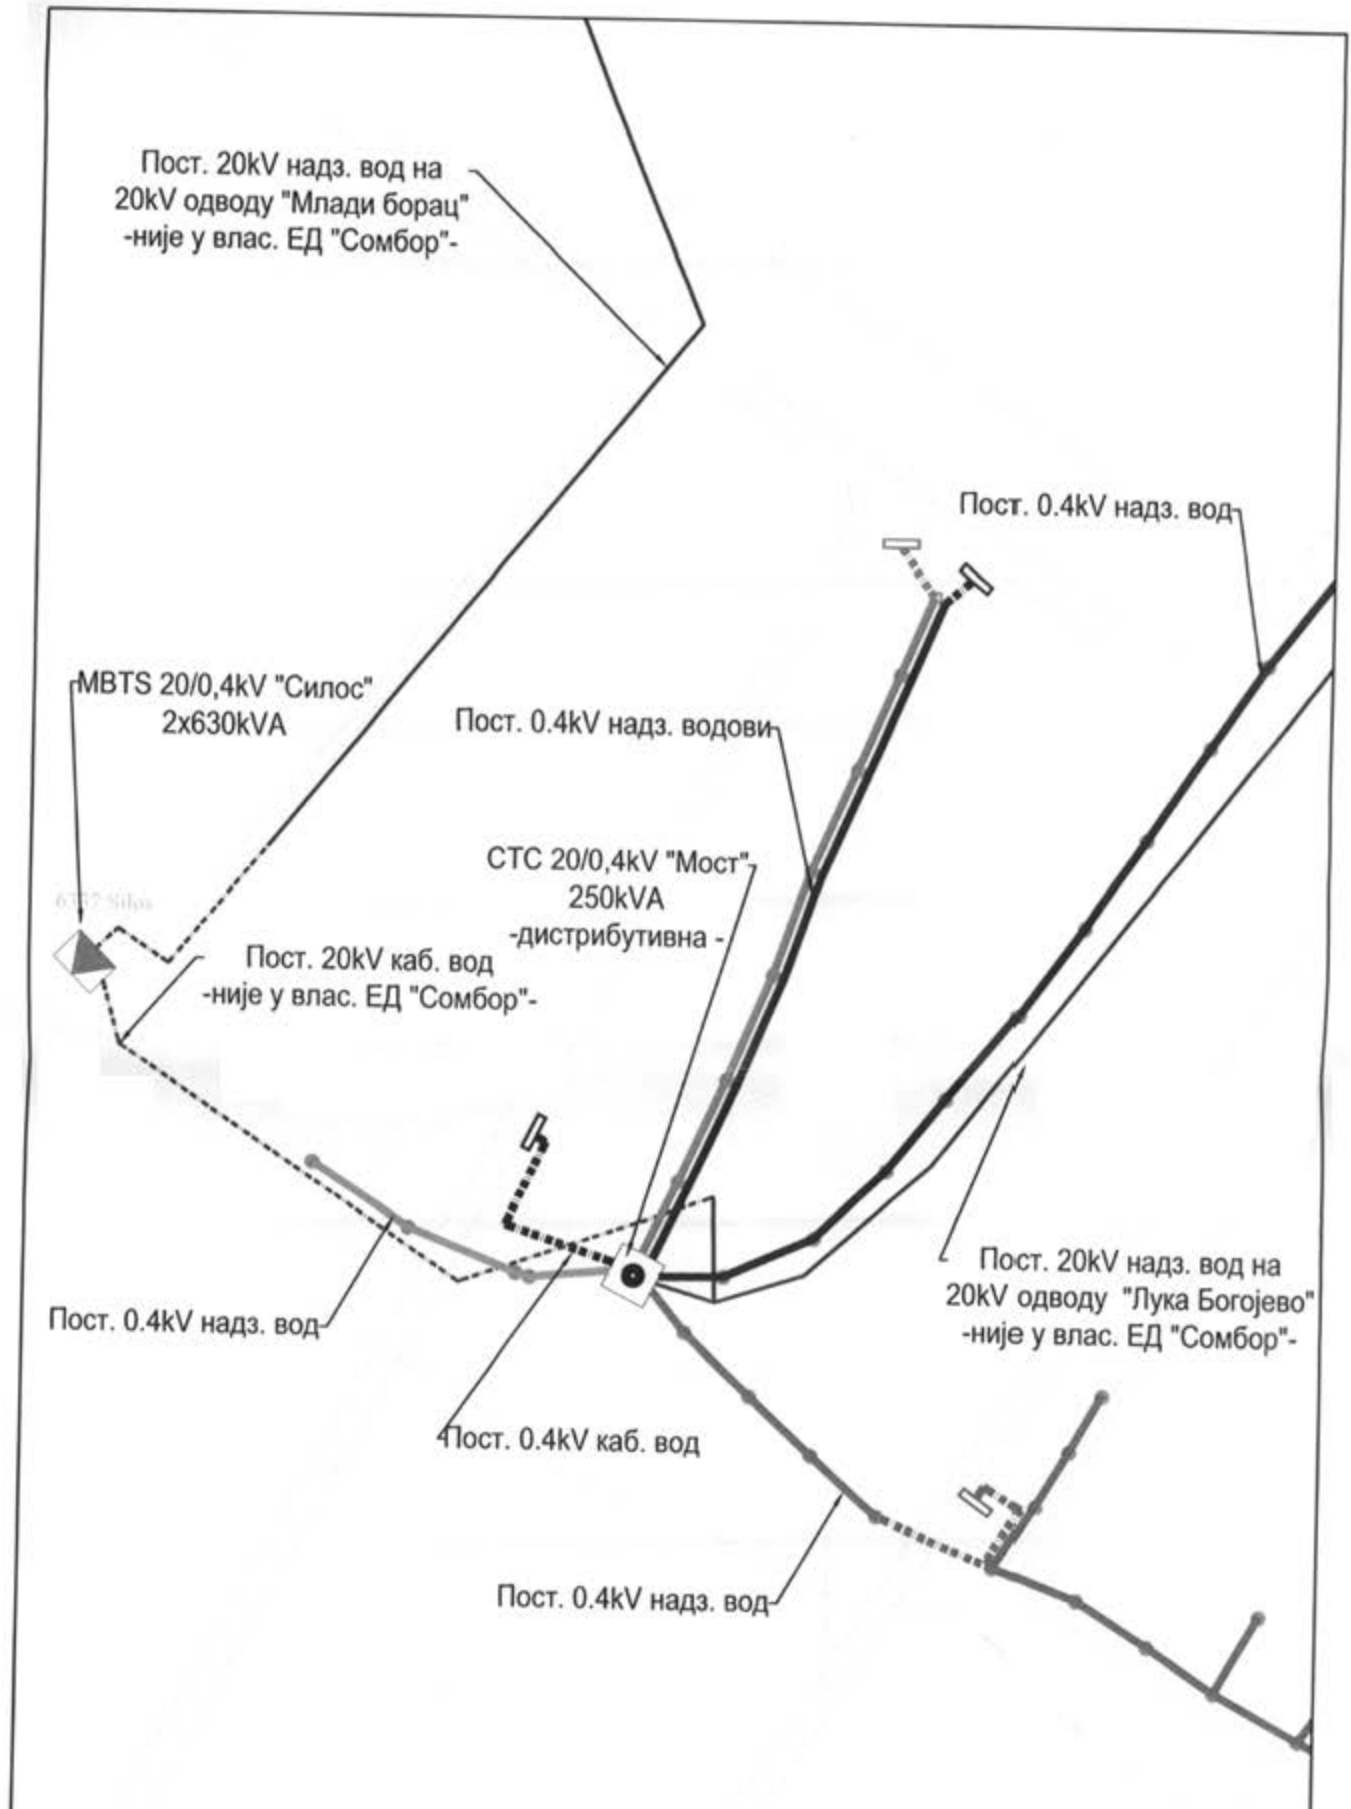 Пост. 20kV надз. вод на
20kV одводу "Млади борац"
-није у влас. ЕД "Сомбор"-
Пост. 0.4kV надз. вод
MBTS 20/0,4kV "Силос"
2x630kVA
Пост. 0.4kV надз. водови
СТС 20/0,4kV "Мост"
250kVA
-дистрибутивна -
6337 Silos
Пост. 20kV каб. вод
-није у влас. ЕД "Сомбор"-
Пост. 20kV надз. вод на
20kV одводу "Лука Богојево"
-није у влас. ЕД "Сомбор"-
Пост. 0.4kV надз. вод
Пост. 0.4kV каб. вод
Пост. 0.4kV надз. вод